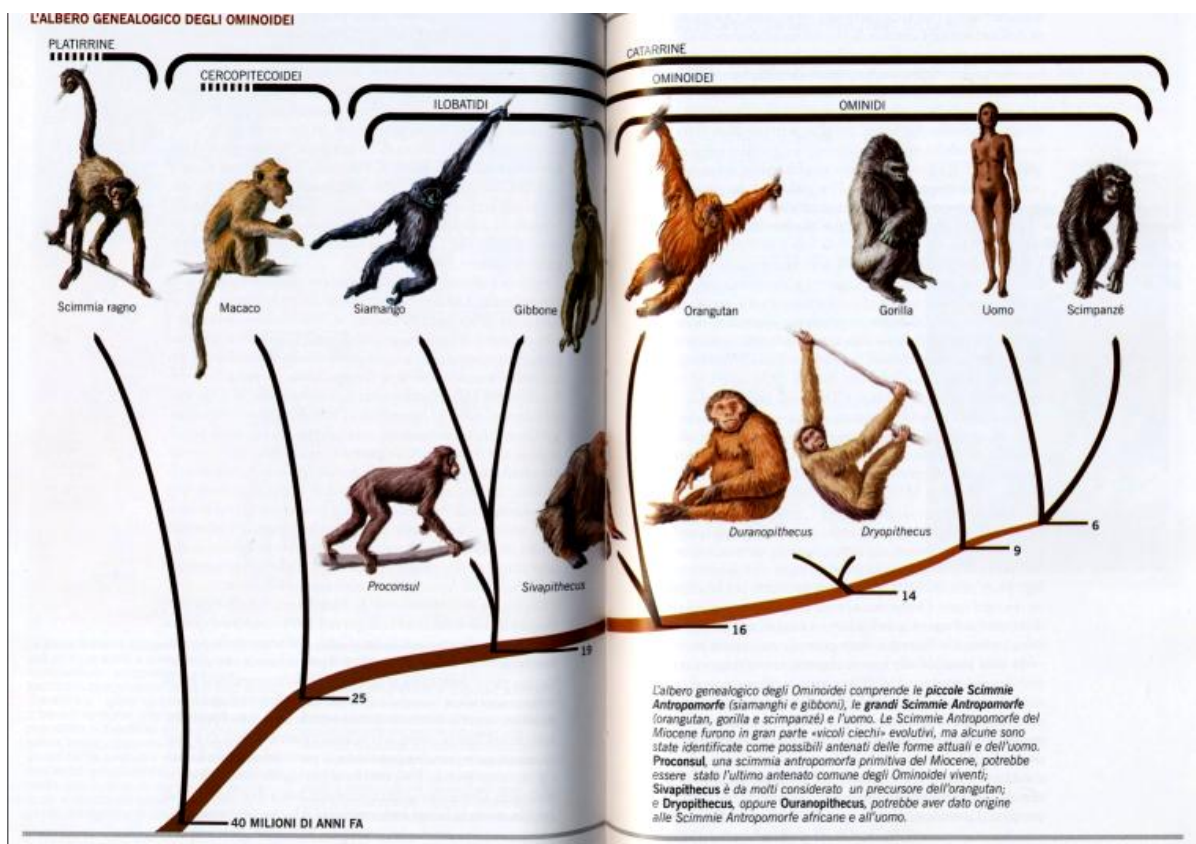 L'ALBERO GENEALOGICO DEGLI OMINOIDEI
PLATIRRINE
CATARRINE
CERCOPITECOIDEI
OMINOIDEI
ILOBATIDI
OMINIDI
Scimmia ragno
Macaco
Siamango
Gibbone
Orangutan
Gorilla
Uomo
Scimpanzé
Duranopithecus
Dryopithecus
Proconsul
Sivapithecus
6
9
14
16
19
25
40 MILIONI DI ANNI FA
L'albero genealogico degli Ominoidei comprende le piccole Scimmie
Antropomorfe (siamanghi e gibboni), le grandi Scimmie Antropomorfe
(orangutan, gorilla e scimpanzé) e l'uomo. Le Scimmie Antropomorfe del
Miocene furono in gran parte «vicoli ciechi» evolutivi, ma alcune sono
state identificate come possibili antenati delle forme attuali e dell'uomo.
Proconsul, una scimmia antropomorfa primitiva del Miocene, potrebbe
essere stato l'ultimo antenato comune degli Ominoidei viventi;
Sivapithecus è da molti considerato un precursore dell'orangutan;
e Dryopithecus, oppure Ouranopithecus, potrebbe aver dato origine
alle Scimmie Antropomorfe africane e all'uomo.